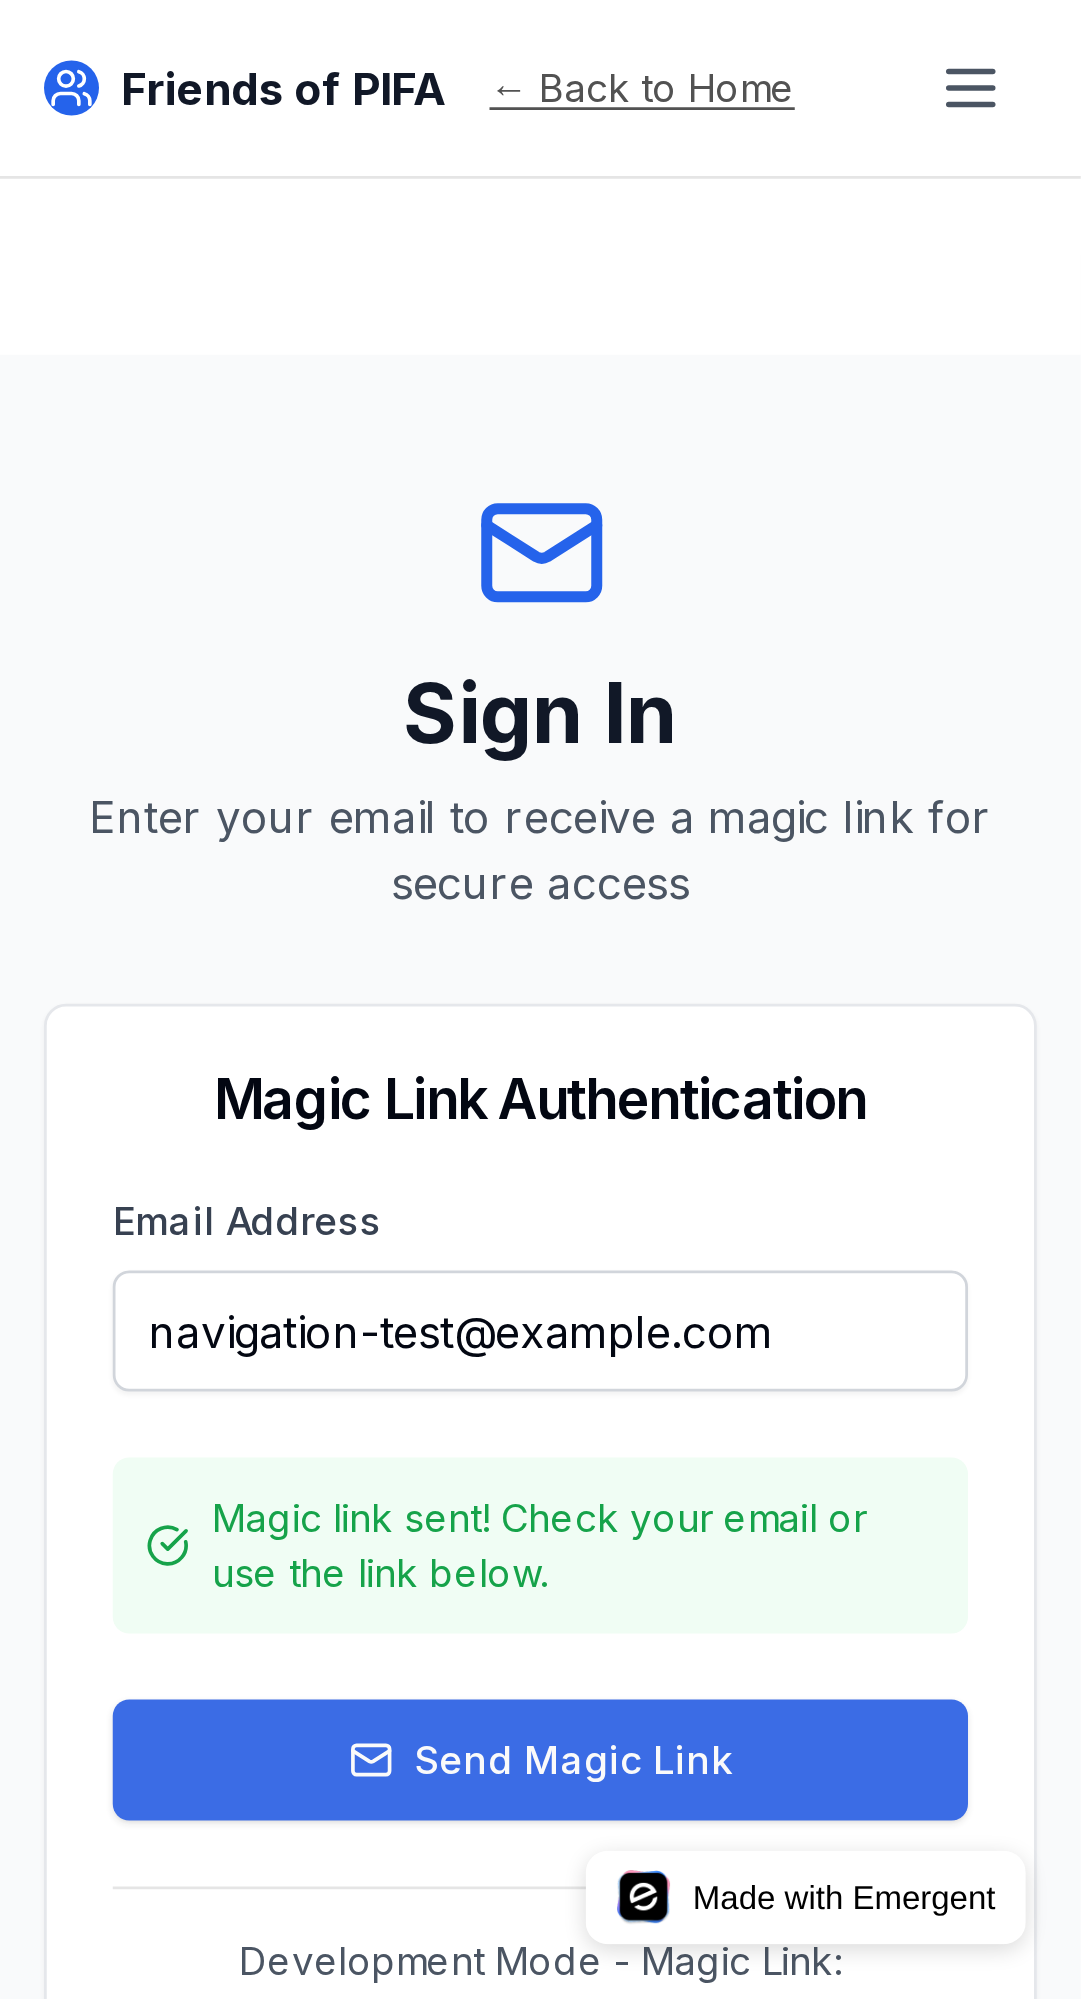 Friends of PIFA
← Back to Home
Sign In
Enter your email to receive a magic link for
secure access
Magic Link Authentication
Email Address
navigation-test@example.com
Magic link sent! Check your email or
use the link below.
Send Magic Link
Made with Emergent
Development Mode - Magic Link: